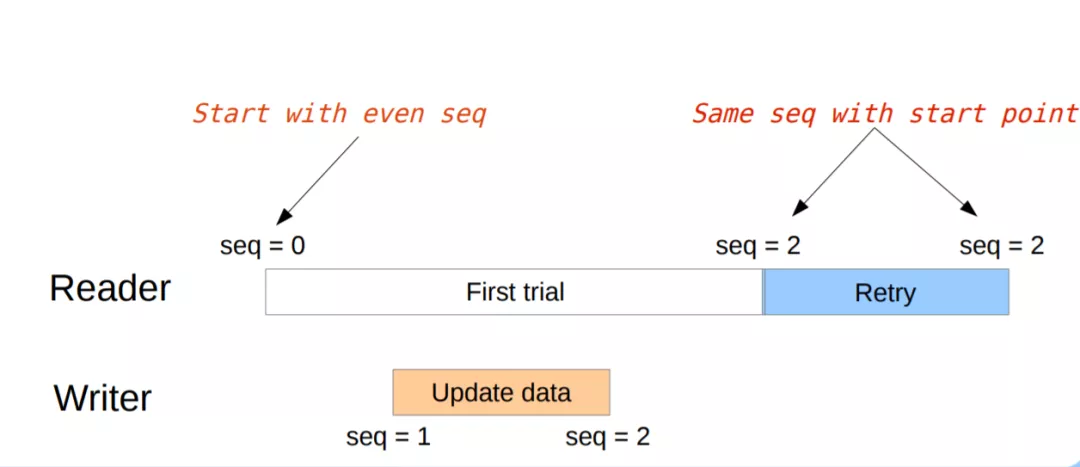 Start with even seq
Same seq with start point
seq = 0
seq = 2
seq = 2
Reader
First trial
Retry
Writer
Update data
seq = 1
seq = 2